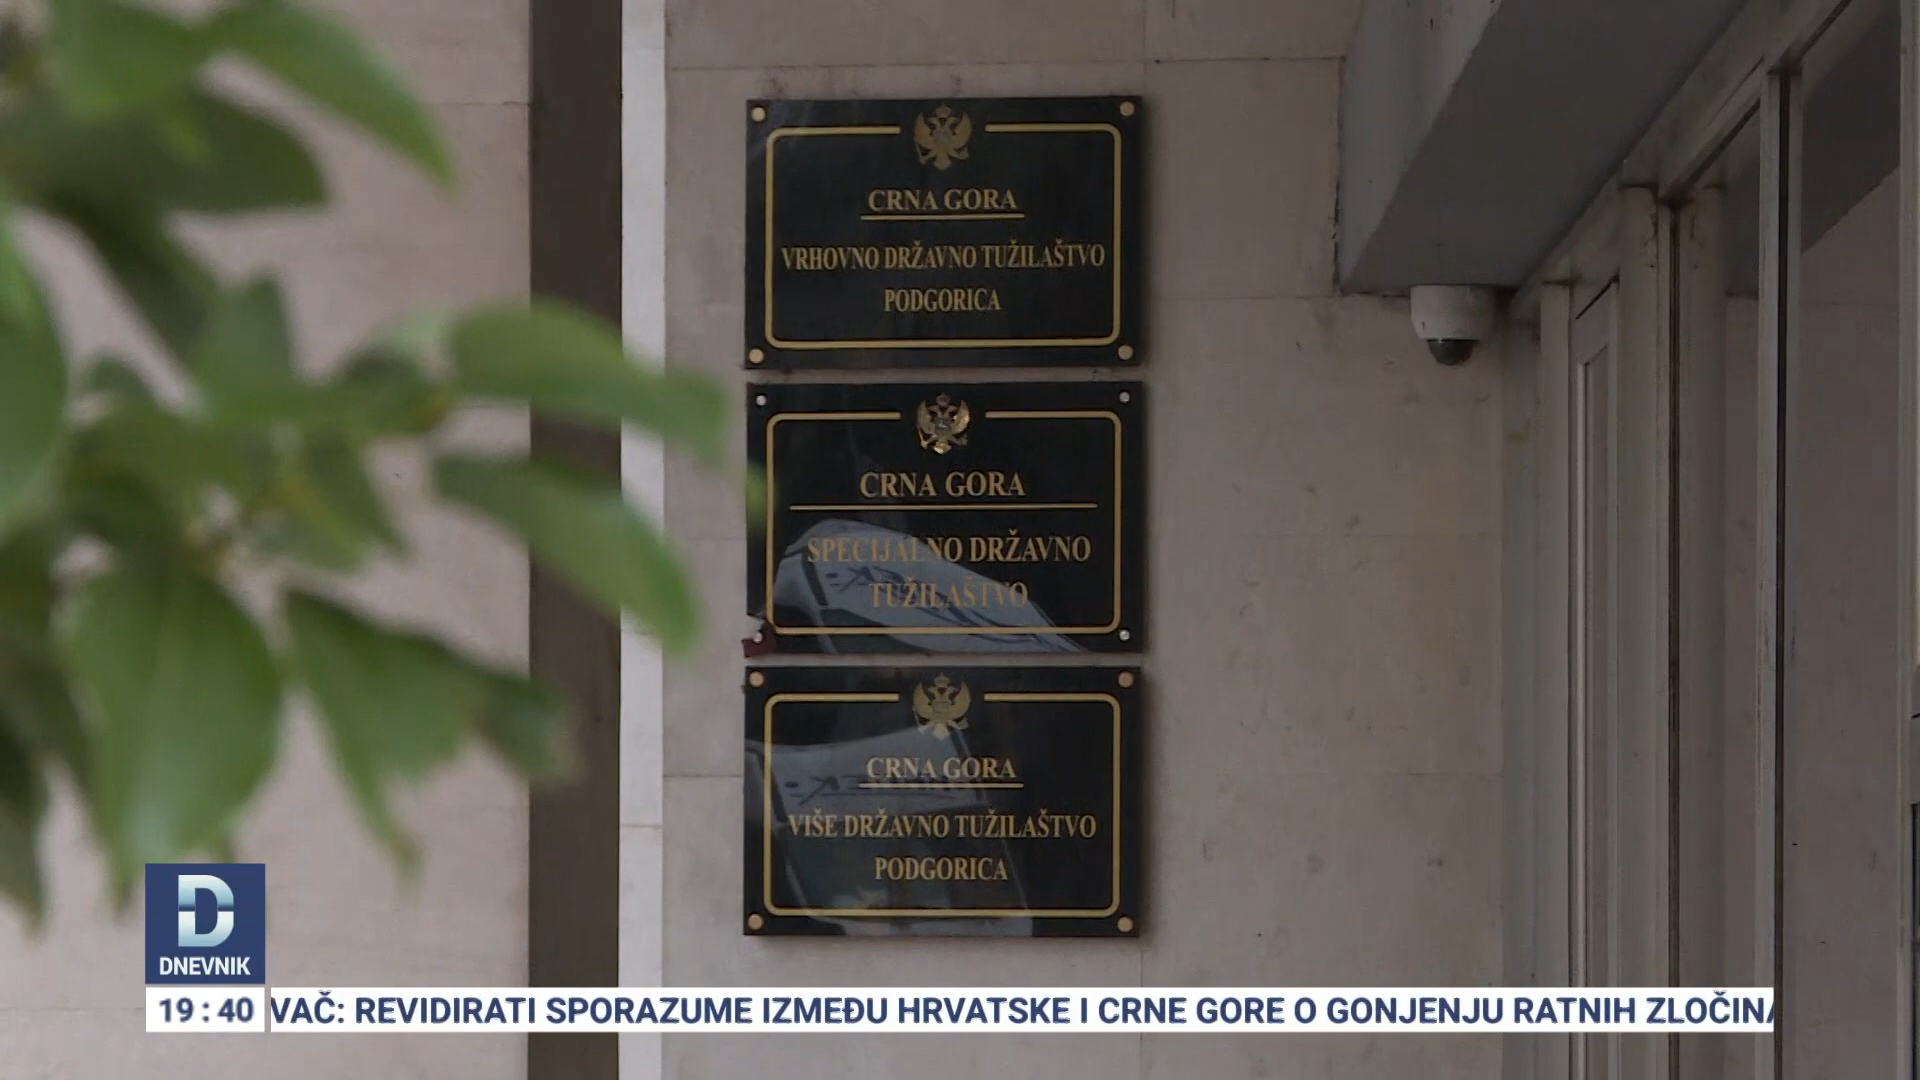 CRNA GORA
VRHOVNO DRŽAVNO TUŽILAŠTVO
PODGORICA
CRNA GORA
SPECIJALNO DRŽAVNO
TUŽILAŠTVO
CRNA GORA
VIŠE DRŽAVNO TUŽILAŠTVO
PODGORICA
D
DNEVNIK
19:40 VAČ: REVIDIRATI SPORAZUME IZMEĐU HRVATSKE I CRNE GORE O GONJENJU RATNIH ZLOČINA